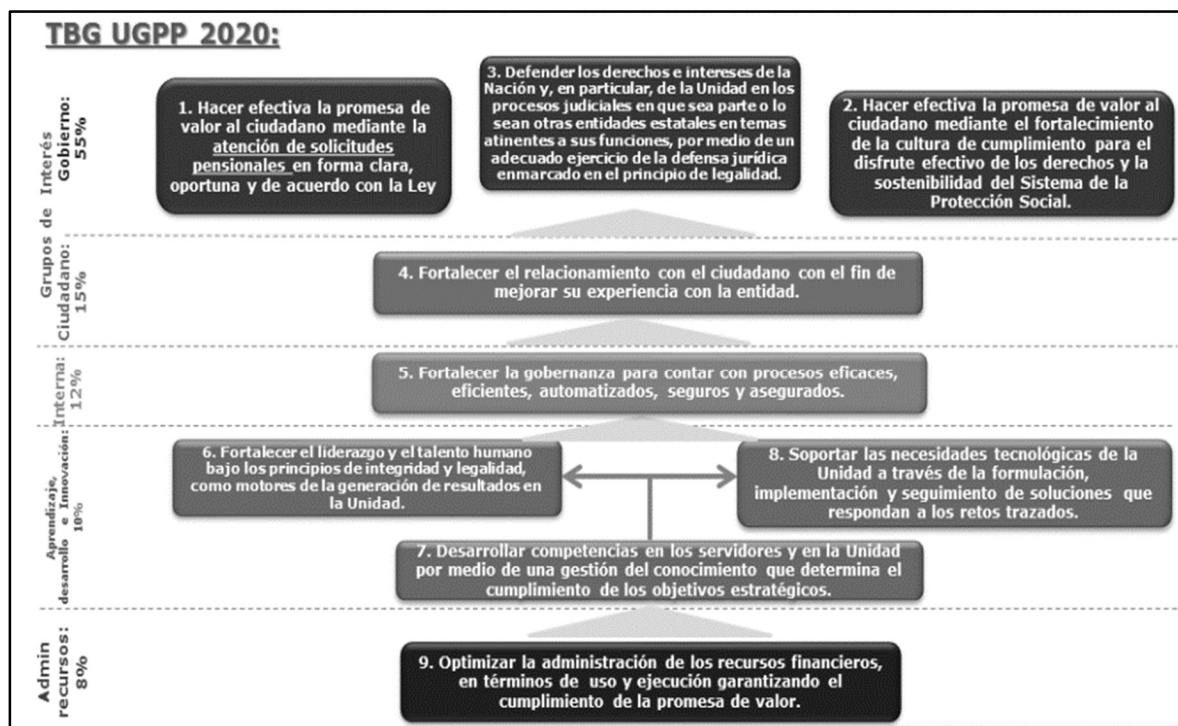 TBG UGPP 2020:
Grupos de Interés
Gobierno:
55%
1. Hacer efectiva la promesa de
valor al ciudadano mediante la
atención de solicitudes
pensionales en forma clara,
oportuna y de acuerdo con la Ley
3. Defender los derechos e intereses de la
Nación y, en particular, de la Unidad en los
procesos judiciales en que sea parte o lo
sean otras entidades estatales en temas
atinentes a sus funciones, por medio de un
adecuado ejercicio de la defensa jurídica
enmarcado en el principio de legalidad.
2. Hacer efectiva la promesa de valor al
ciudadano mediante el fortalecimiento
de la cultura de cumplimiento para el
disfrute efectivo de los derechos y la
sostenibilidad del Sistema de la
Protección Social.
Ciudadano:
15%
4. Fortalecer el relacionamiento con el ciudadano con el fin de
mejorar su experiencia con la entidad.
Interna:
12%
5. Fortalecer la gobernanza para contar con procesos eficaces,
eficientes, automatizados, seguros y asegurados.
Aprendizaje,
desarrollo e Innovación:
10%
6. Fortalecer el liderazgo y el talento humano
bajo los principios de integridad y legalidad,
como motores de la generación de resultados en
la Unidad.
8. Soportar las necesidades tecnológicas de la
Unidad a través de la formulación,
implementación y seguimiento de soluciones que
respondan a los retos trazados.
7. Desarrollar competencias en los servidores y en la Unidad
por medio de una gestión del conocimiento que determina el
cumplimiento de los objetivos estratégicos.
Admin
recursos:
8%
9. Optimizar la administración de los recursos financieros,
en términos de uso y ejecución garantizando el
cumplimiento de la promesa de valor.